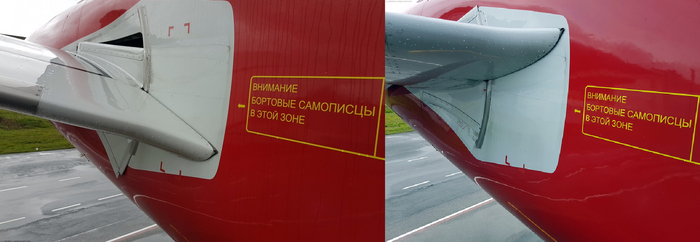 ВНИМАНИЕ
БОРТОВЫЕ САМОПИСЦЫ
В ЭТОЙ ЗОНЕ
ВНИМАНИЕ
БОРТОВЫЕ САМОПИСЦЫ
В ЭТОЙ ЗОНЕ